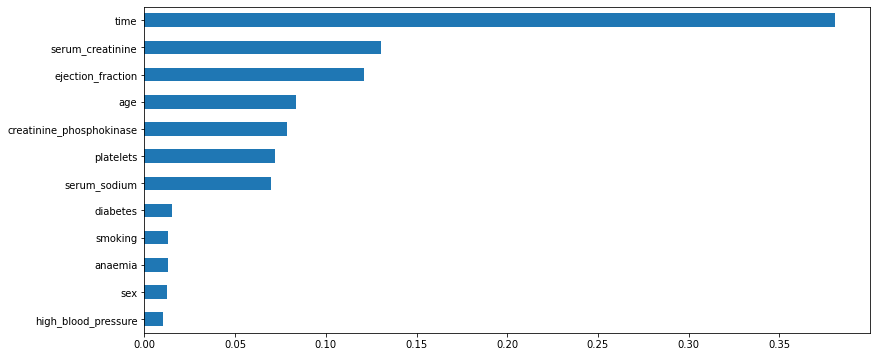 time
serum_creatinine
ejection_fraction
age
creatinine_phosphokinase
platelets
serum_sodium
diabetes
smoking
anaemia
sex
high_blood_pressure
0.00 0.05 0.10 0.15 0.20 0.25 0.30 0.35